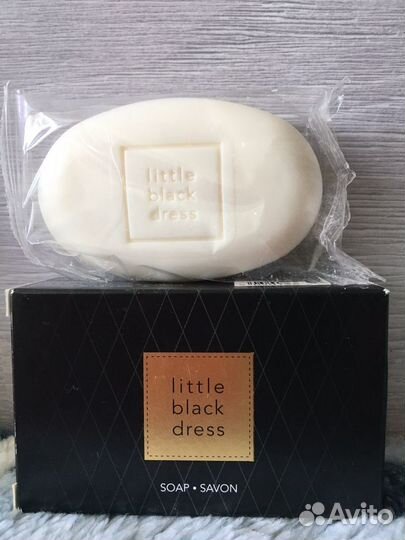 little
black
dress
little
black
dress
SOAP • SAVON
Avito